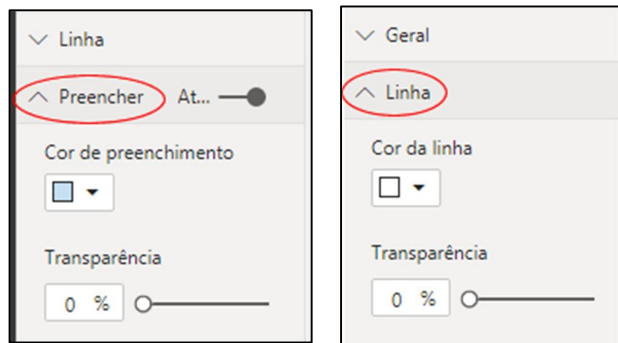 Linha
Preencher At...
Cor de preenchimento
Transparência
0 %
Geral
Linha
Cor da linha
Transparência
0 %